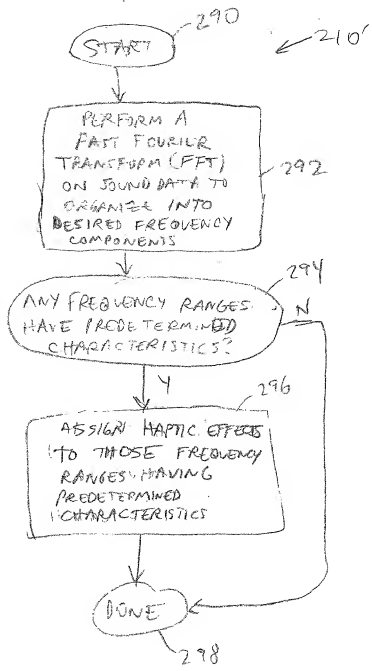 290
START
210'
PERFORM A
FAST FOURIER
TRANSFORM (FFT)
ON SOUND DATA TO
ORGANIZE INTO
DESIRED FREQUENCY
COMPONENTS
292
294
ANY FREQUENCY RANGES
HAVE PREDETERMINED
CHARACTERISTICS?
N
Y
296
ASSIGN HAPTIC EFFECTS
TO THOSE FREQUENCY
RANGES HAVING
PREDETERMINED
CHARACTERISTICS
DONE
298